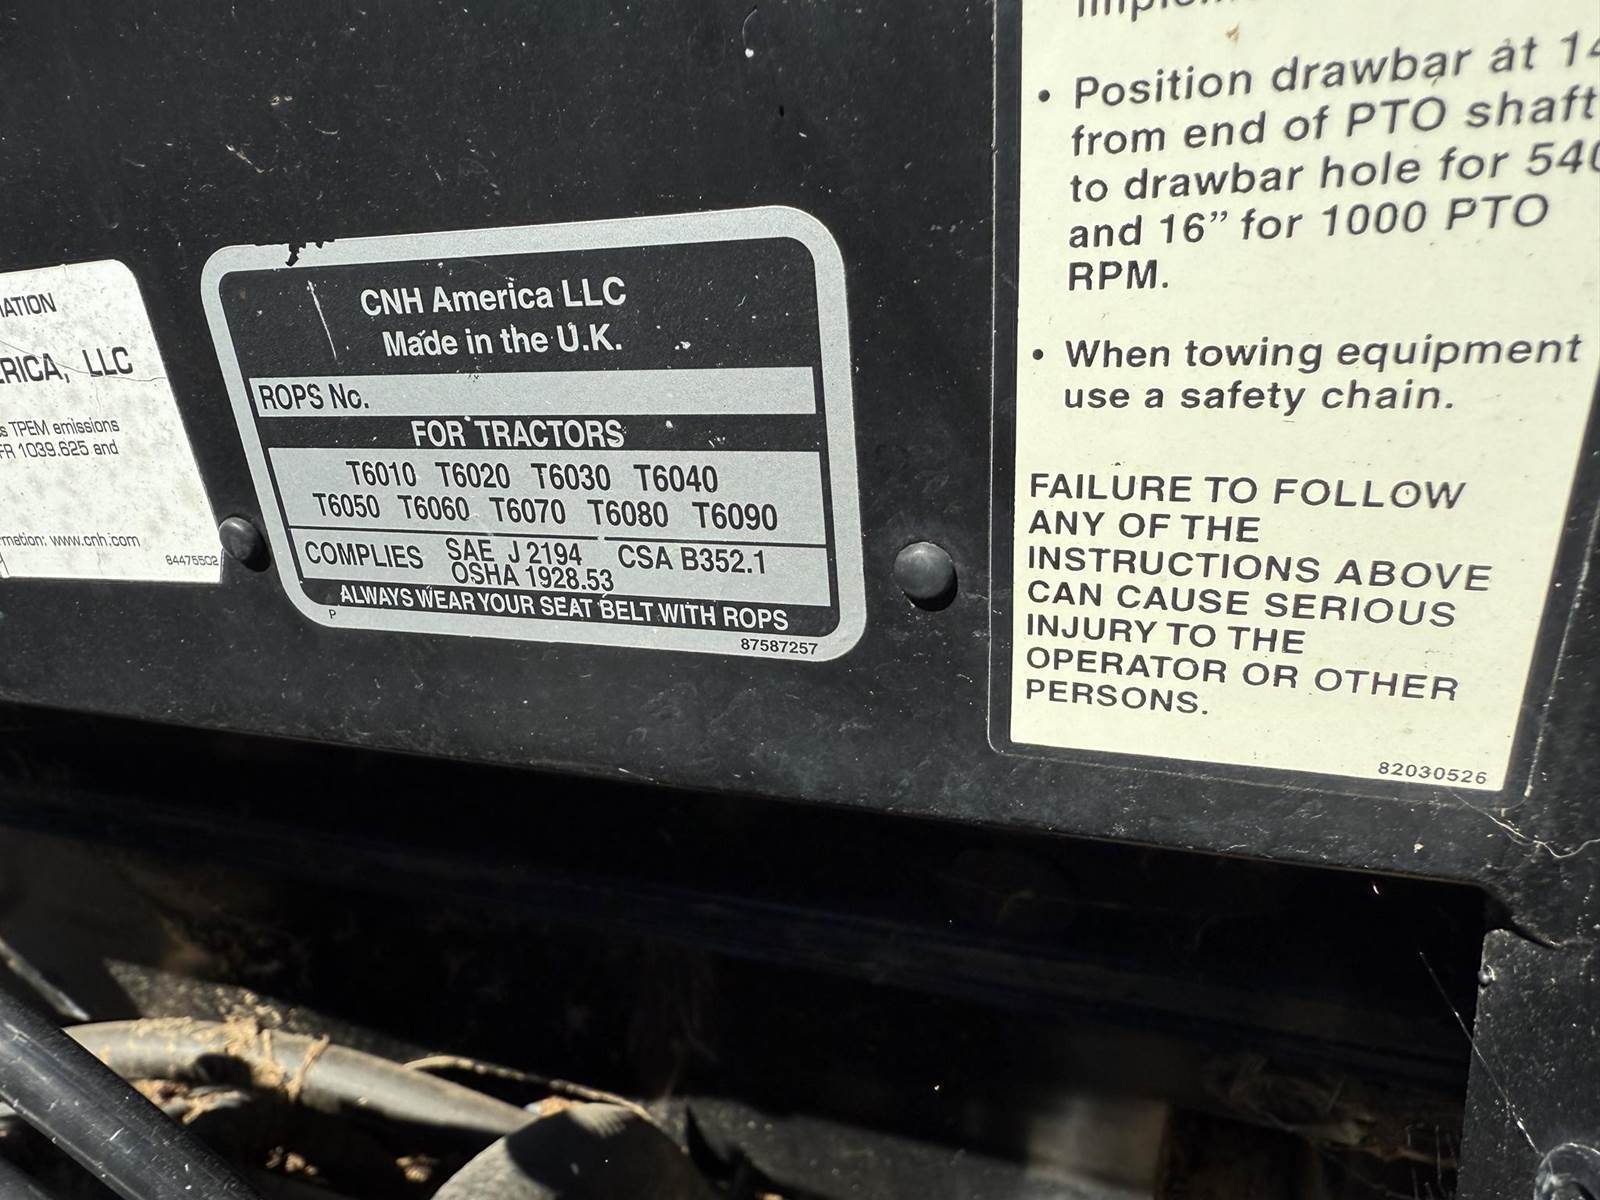 ATION
RICA, LLC
TPEM emissions
1039.625 and
www.cnh.com
84475502
CNH America LLC
Made in the U.K.
ROPS No.
FOR TRACTORS
T6010 T6020 T6030 T6040
T6050 T6060 T6070 T6080 T6090
COMPLIES SAE J 2194 CSA B352.1
OSHA 1928.53
ALWAYS WEAR YOUR SEAT BELT WITH ROPS
P
87587257
• Position drawbar at 14
from end of PTO shaft
to drawbar hole for 540
and 16” for 1000 PTO
RPM.
• When towing equipment
use a safety chain.
FAILURE TO FOLLOW
ANY OF THE
INSTRUCTIONS ABOVE
CAN CAUSE SERIOUS
INJURY TO THE
OPERATOR OR OTHER
PERSONS.
82030526